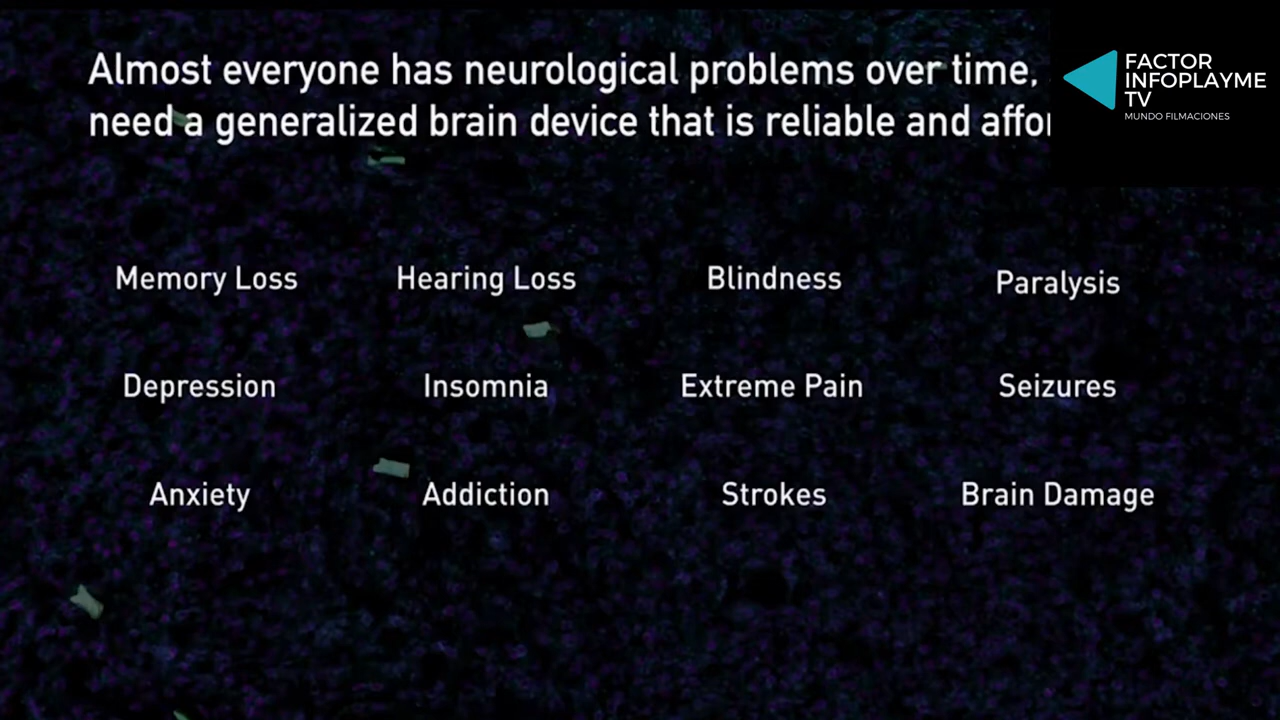 Almost everyone has neurological problems over time,
need a generalized brain device that is reliable and
FACTOR
INFOPLAYME
TV
MUNDO FILMACIONES
Memory Loss Hearing Loss Blindness Paralysis
Depression Insomnia Extreme Pain Seizures
Anxiety Addiction Strokes Brain Damage